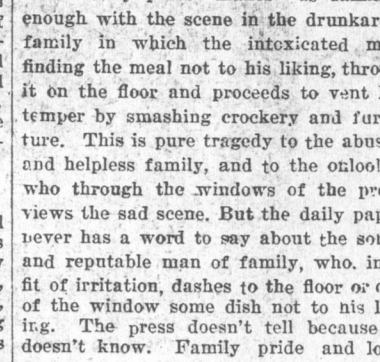 enough with the scene in the drunkar
family in which the intoxicated m
finding the meal not to his liking, thro
it on the floor and proceeds to vent
temper by smashing crockery and fur
ture. This is pure tragedy to the abus
and helpless family, and to the onlool
who through the windows of the pre
views the sad scene. But the daily pap
never has a word to say about the sob
and reputable man of family, who. in
fit of irritation, dashes to the floor or o
of the window some dish not to his l
ing. The press doesn't tell because
doesn't know. Family pride and lo